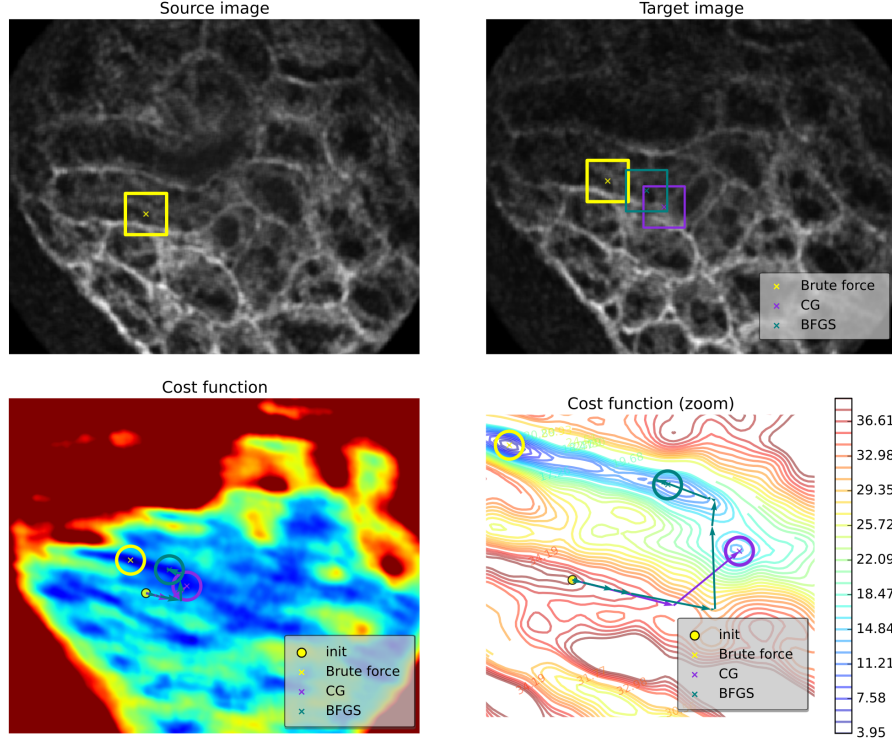 Source image
Target image
Brute force
CG
BFGS
Cost function
init
Brute force
CG
BFGS
Cost function (zoom)
34.19
init
Brute force
CG
BFGS
36.61
32.98
29.35
25.72
22.09
18.47
14.84
11.21
7.58
3.95